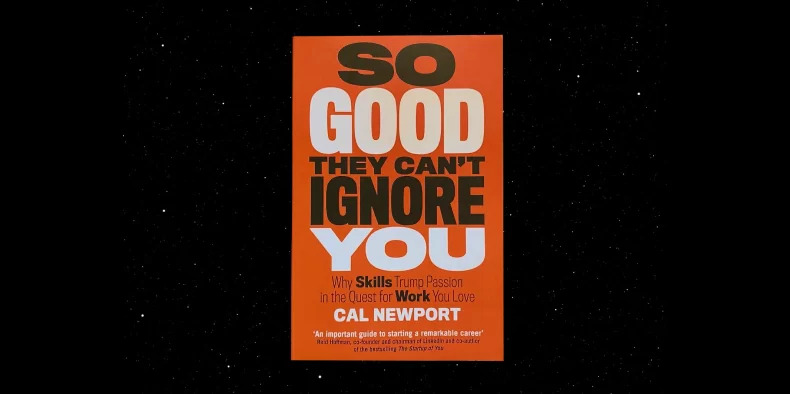 SO
GOOD
THEY CAN'T
IGNORE
YOU
Why Skills Trump Passion
in the Quest for Work You Love
CAL NEWPORT
'An important guide to starting a remarkable career'
Reid Hoffman, co-founder and chairman of LinkedIn and co-author
of the bestselling The Startup of You